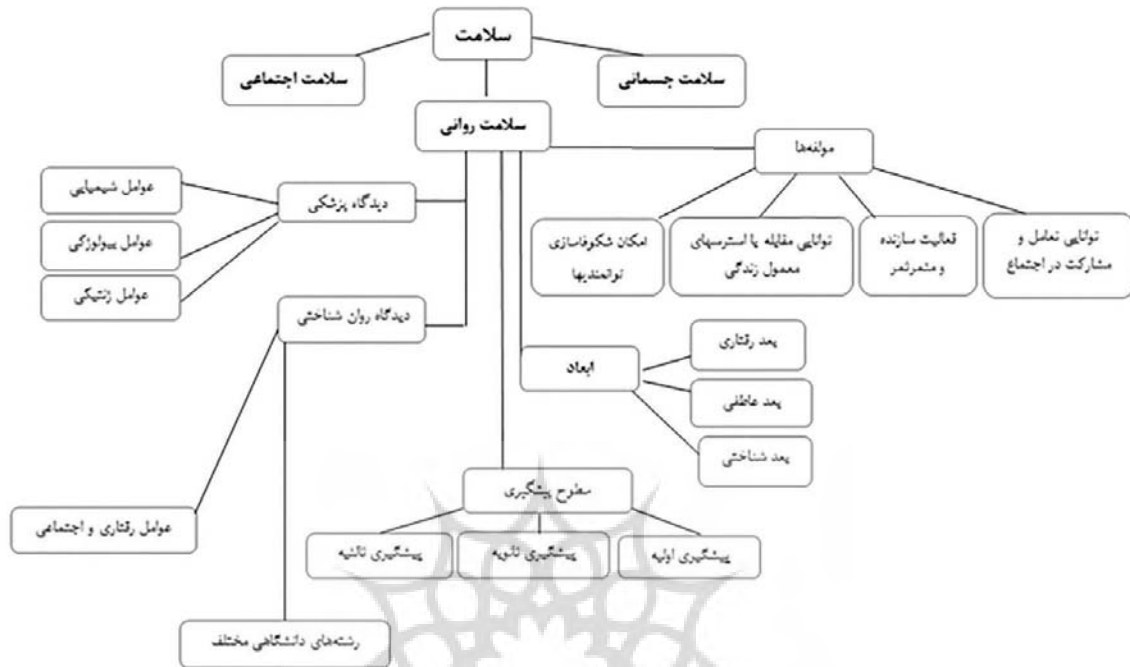 سلامت
سلامت جسمانی
سلامت اجتماعی
سلامت روانی
مولفه‌ها
توانایی تعامل و
مشارکت در اجتماع
فعالیت سازنده
و مثمرثمر
توانایی مقابله با استرسهای
معمول زندگی
امکان شکوفاسازی
توانمندیها
دیدگاه پزشکی
عوامل شیمیایی
عوامل بیولوژگی
عوامل ژنتیکی
دیدگاه روان شناختی
ابعاد
بعد رفتاری
بعد عاطفی
بعد شناختی
سطوح پیشگیری
پیشگیری اولیه
پیشگیری ثانویه
پیشگیری ثالثیه
عوامل رفتاری و اجتماعی
رشته‌های دانشگاهی مختلف